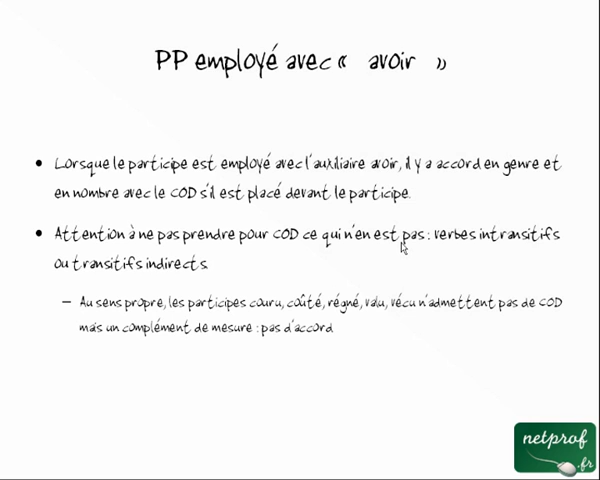 PP employé avec « avoir »
• Lorsque le participe est employé avec l'auxiliaire avoir, il y a accord en genre et
en nombre avec le COD s'il est placé devant le participe.
• Attention à ne pas prendre pour COD ce qui n'en est pas : verbes intransitifs
ou transitifs indirects.
– Au sens propre, les participes couru, coûté, régné, valu, vécu n'admettent pas de COD
mais un complément de mesure : pas d'accord
netprof
.fr